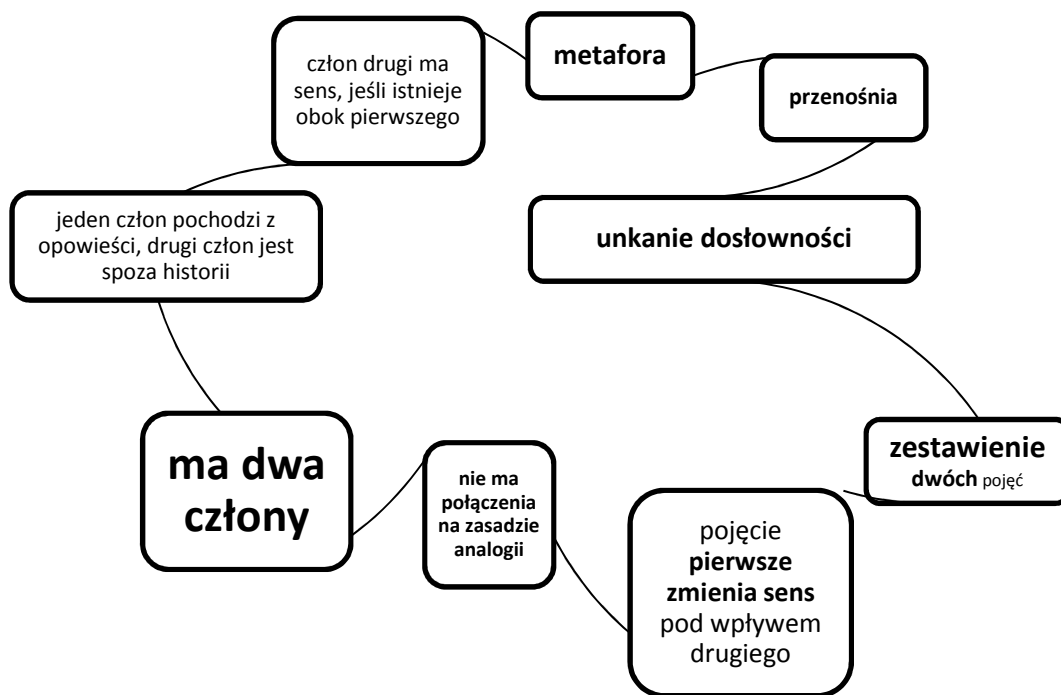 metafora
przenośnia
unkanie dosłowności
zestawienie
dwóch pojęć
pojęcie
pierwsze
zmienia sens
pod wpływem
drugiego
nie ma
połączenia
na zasadzie
analogii
ma dwa
człony
jeden człon pochodzi z
opowieści, drugi człon jest
spoza historii
człon drugi ma
sens, jeśli istnieje
obok pierwszego